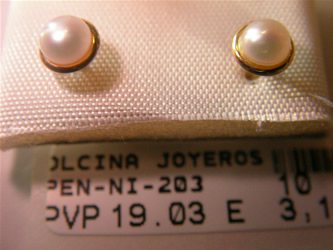 OLCINA JOYEROS
PEN-NI-203 10
PVP 19.03 E 3,1